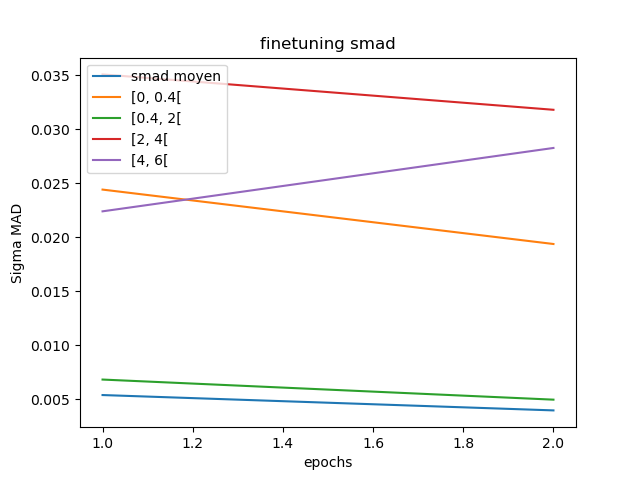 finetuning smad
smad moyen
[0, 0.4[
[0.4, 2[
[2, 4[
[4, 6[
Sigma MAD
0.035
0.030
0.025
0.020
0.015
0.010
0.005
1.0 1.2 1.4 1.6 1.8 2.0
epochs